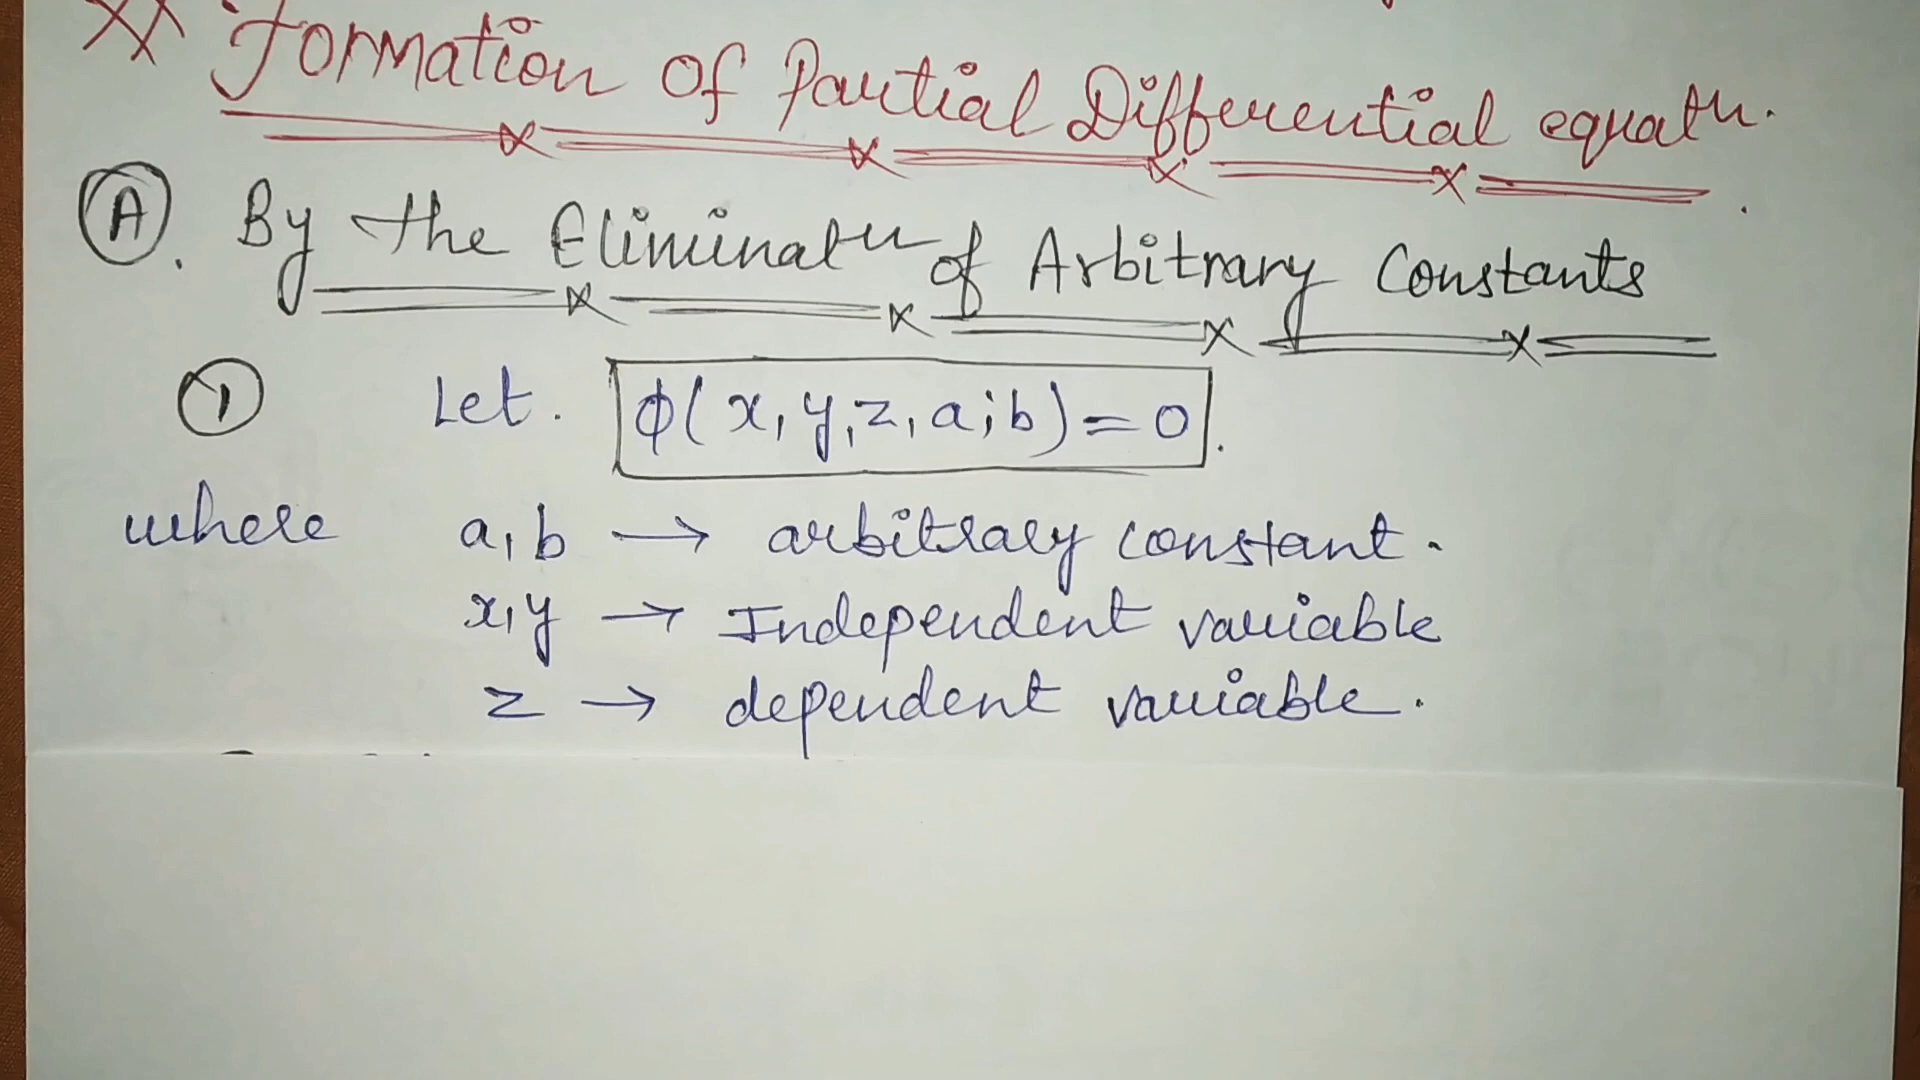 XX Formation of Partial Differential equatn.
A. By the Eliminatn of Arbitrary Constants
1 Let. ϕ(x,y,z,a,b)=0.
where a,b → arbitrary constant.
x,y → Independent variable
z → dependent variable.